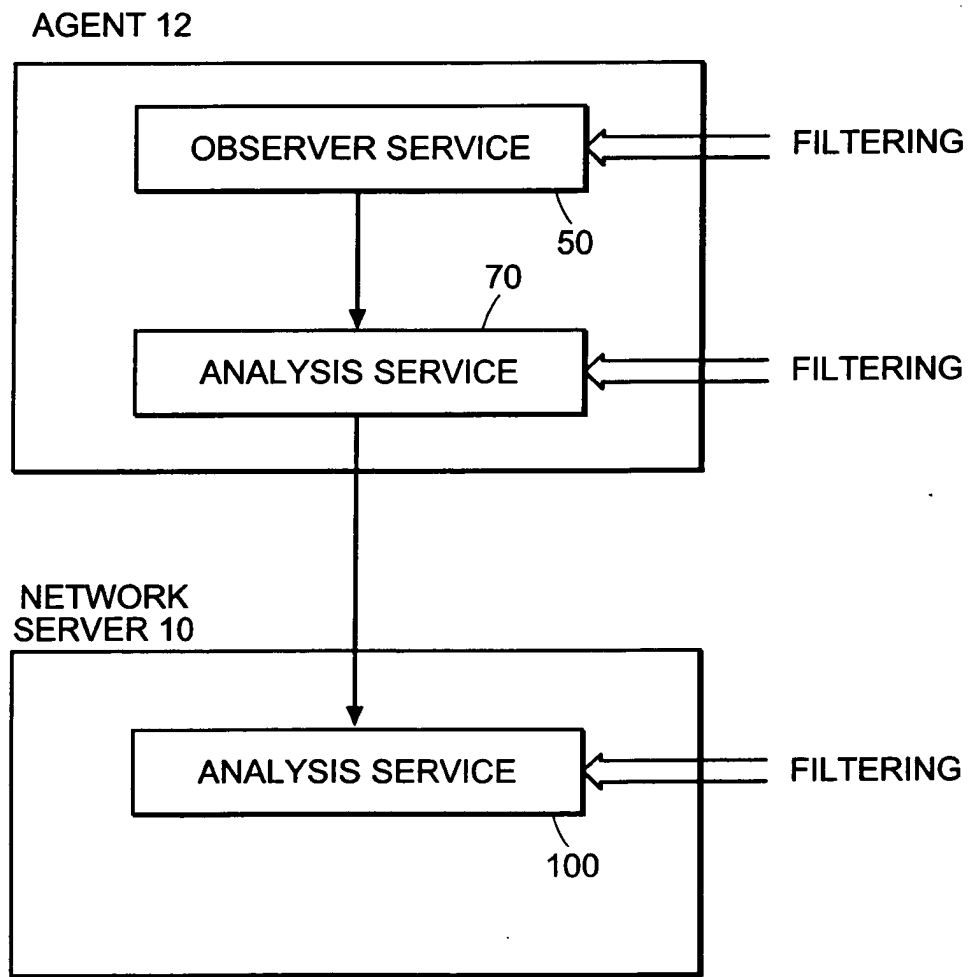 AGENT 12
OBSERVER SERVICE
FILTERING
50
70
ANALYSIS SERVICE
FILTERING
NETWORK
SERVER 10
ANALYSIS SERVICE
FILTERING
100